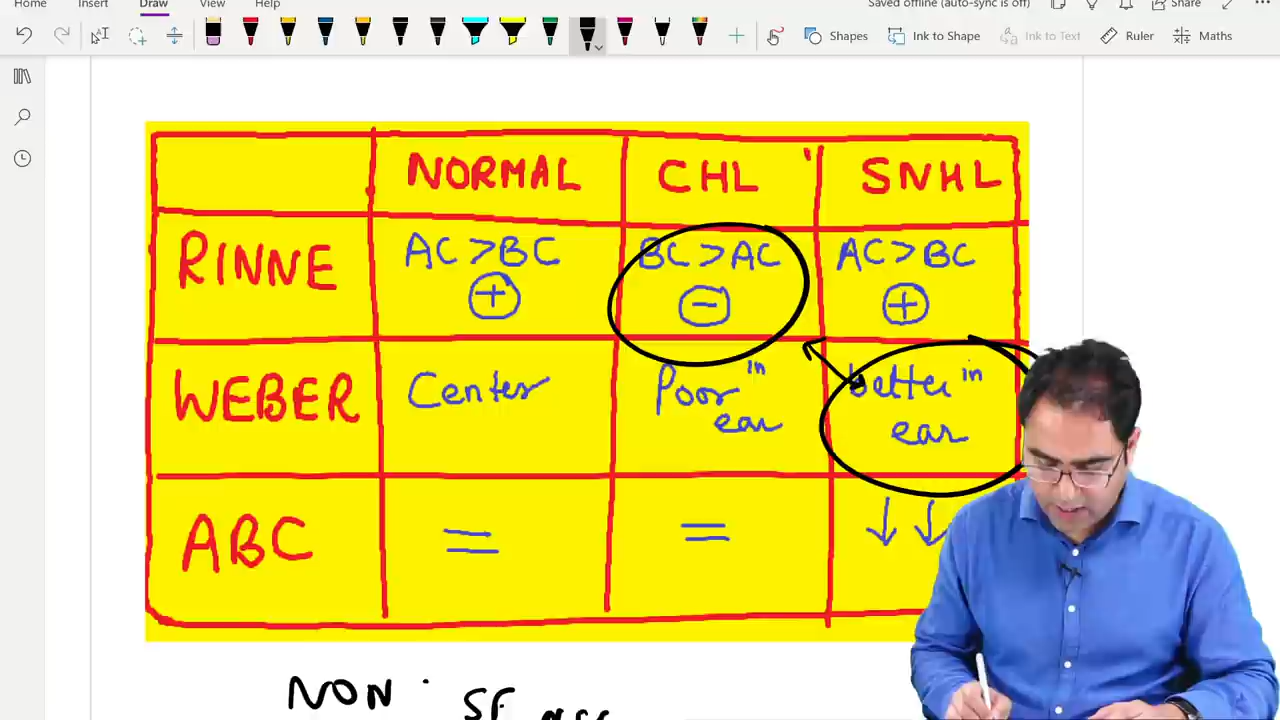 Home Insert Draw View Help Saved offline (auto-sync is off) Share
Shapes Ink to Shape Ink to Text Ruler Maths
NORMAL CHL SNHL
RINNE AC>BC BC>AC AC>BC
+ - +
WEBER Center Poor in better in
ear ear
ABC = = ↓↓
NON